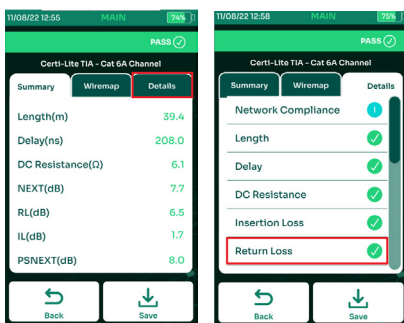 11/08/22 12:55 MAIN 74%
PASS
Certi-Lite TIA - Cat 6A Channel
Summary Wiremap Details
Length(m) 39.4
Delay(ns) 208.0
DC Resistance(Ω) 6.1
NEXT(dB) 7.7
RL(dB) 6.5
IL(dB) 1.7
PSNEXT(dB) 8.0
Back Save
11/08/22 12:58 MAIN 75%
PASS
Certi-Lite TIA - Cat 6A Channel
Summary Wiremap Details
Network Compliance i
Length
Delay
DC Resistance
Insertion Loss
Return Loss
Back Save